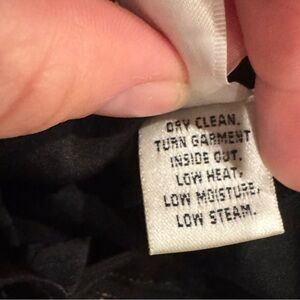 DRY CLEAN.
TURN GARMENT
INSIDE OUT.
LOW HEAT,
LOW MOISTURE,
LOW STEAM.